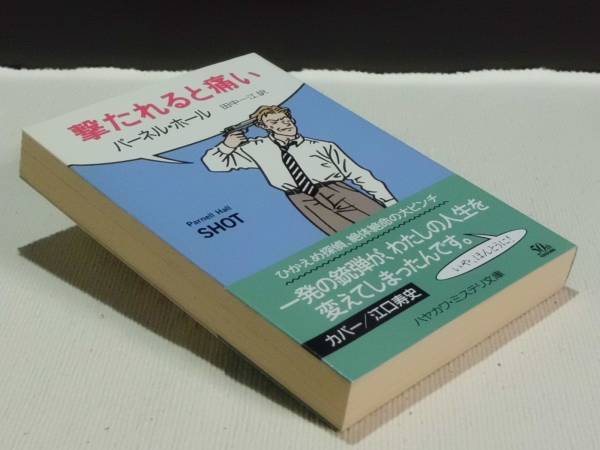 撃たれると痛い
パーネル・ホール 田中一江 訳
Parnell Hall
SHOT
ひかえめ探偵、絶体絶命の大ピンチ
一発の銃弾が、わたしの人生を
変えてしまったんです。
いや、ほんとうに!
50th
カバー/江口寿史
ハヤカワ・ミステリ文庫